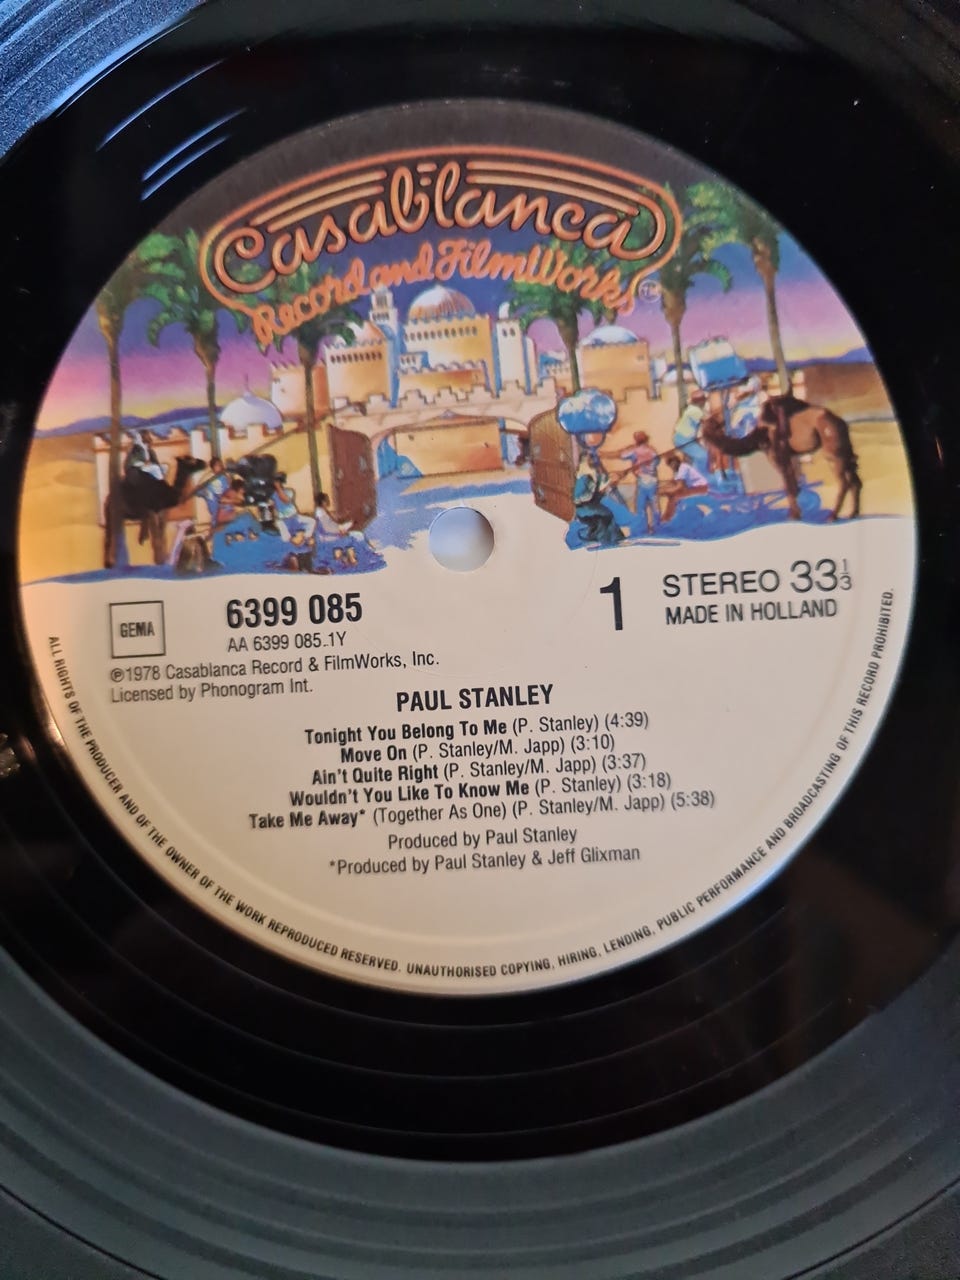 Casablanca
Record and FilmWorks TM
GEMA
6399 085
AA 6399 085.1Y
℗1978 Casablanca Record & FilmWorks, Inc.
Licensed by Phonogram Int.
1
STEREO 33 1/3
MADE IN HOLLAND
PAUL STANLEY
Tonight You Belong To Me (P. Stanley) (4:39)
Move On (P. Stanley/M. Japp) (3:10)
Ain't Quite Right (P. Stanley/M. Japp) (3:37)
Wouldn't You Like To Know Me (P. Stanley) (3:18)
Take Me Away* (Together As One) (P. Stanley/M. Japp) (5:38)
Produced by Paul Stanley
*Produced by Paul Stanley & Jeff Glixman
ALL RIGHTS OF THE PRODUCER AND OF THE OWNER OF THE WORK REPRODUCED RESERVED. UNAUTHORISED COPYING, HIRING, LENDING, PUBLIC PERFORMANCE AND BROADCASTING OF THIS RECORD PROHIBITED.